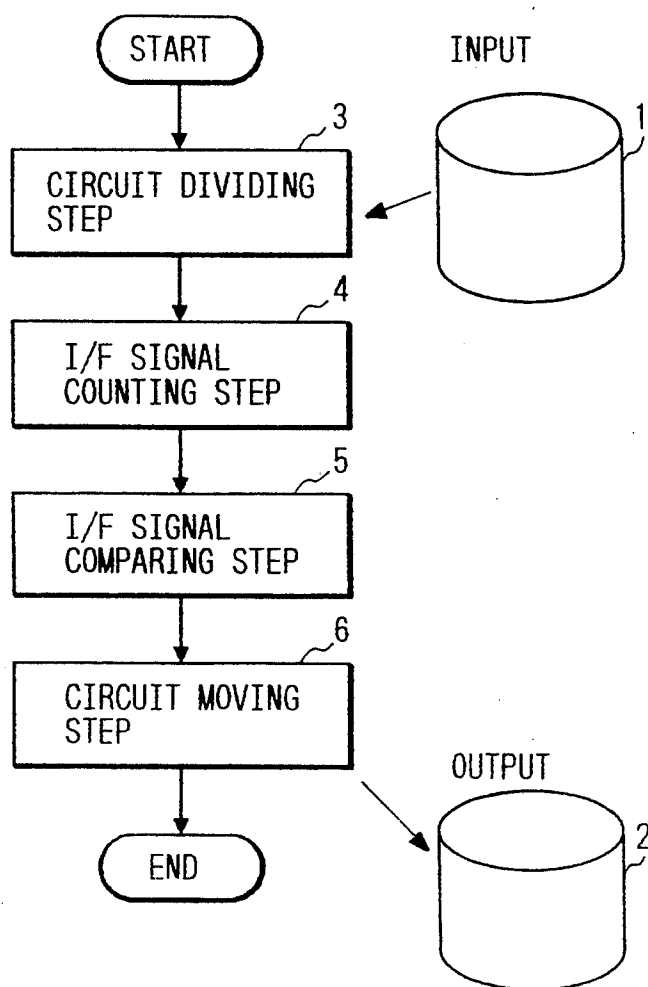 START
INPUT
3
1
CIRCUIT DIVIDING
STEP
4
I/F SIGNAL
COUNTING STEP
5
I/F SIGNAL
COMPARING STEP
6
CIRCUIT MOVING
STEP
OUTPUT
2
END